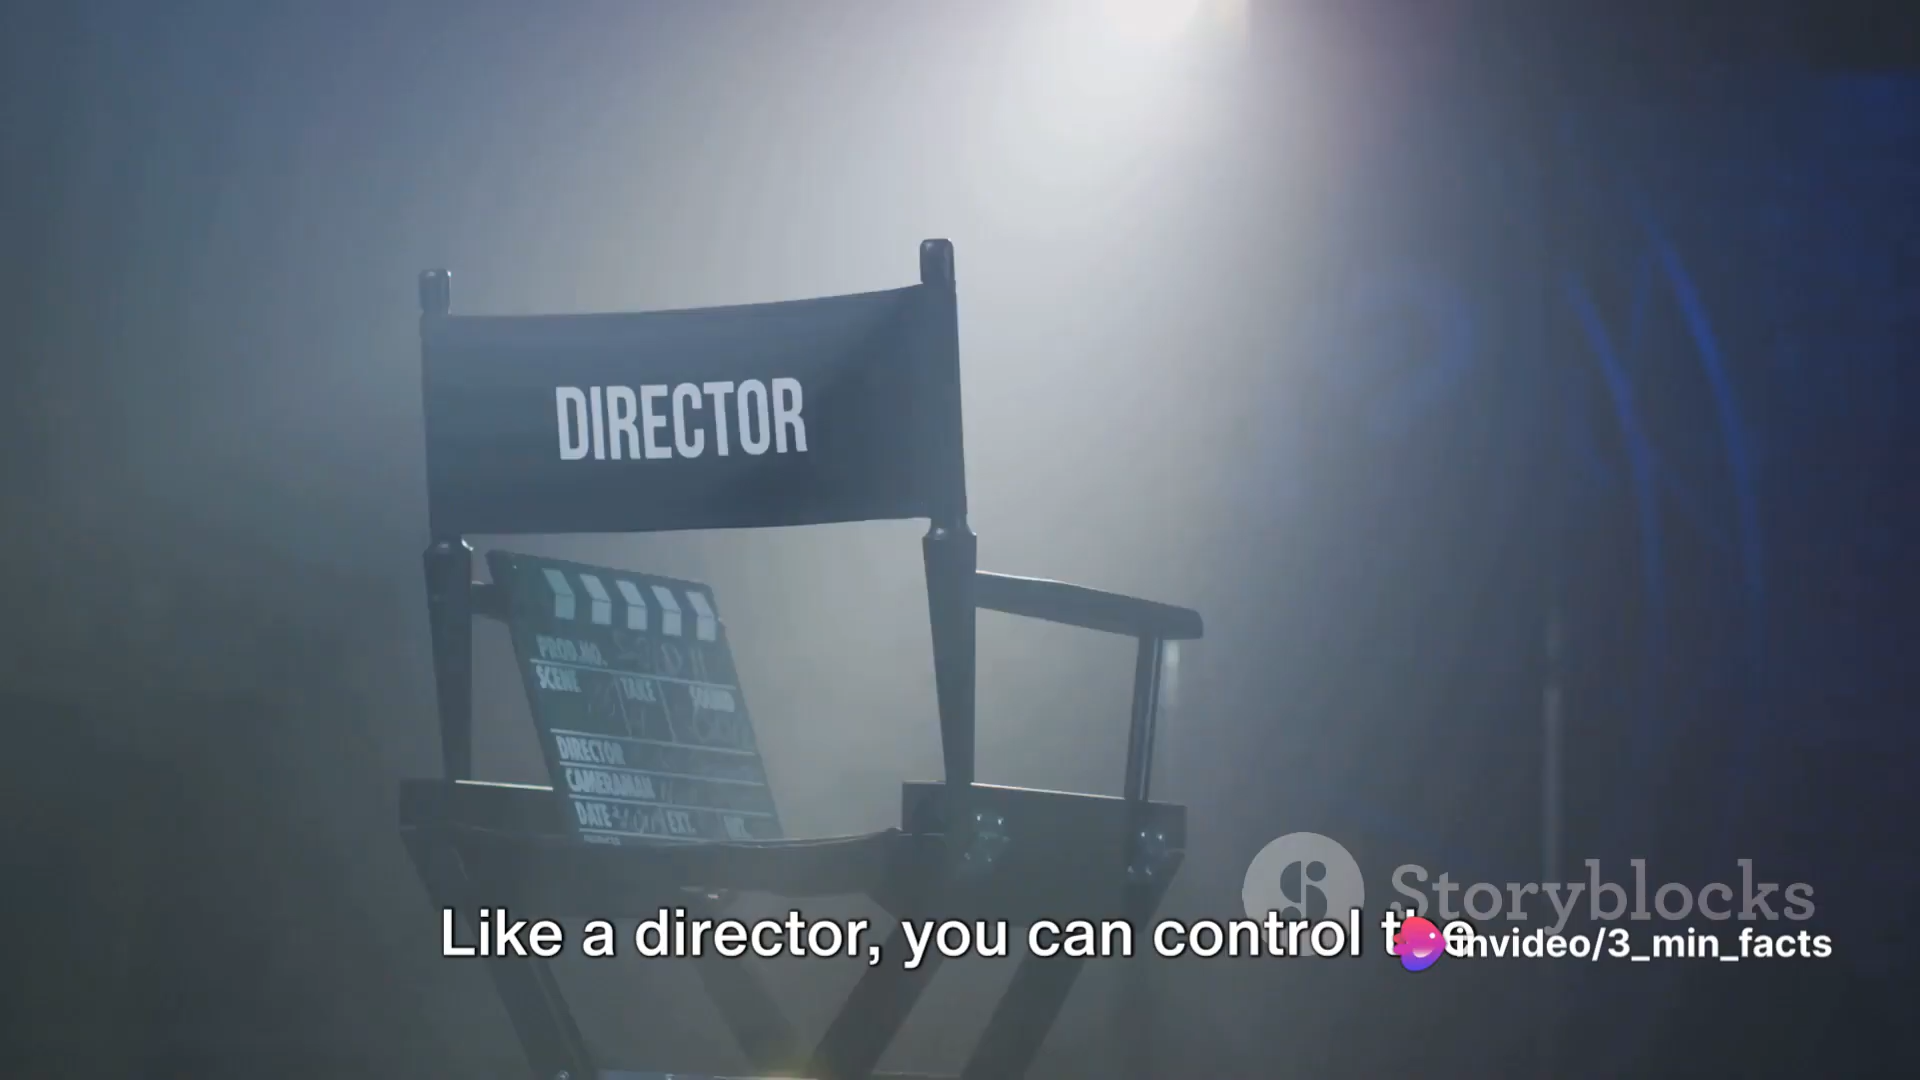 DIRECTOR
PROD.NO.
SCENE TAKE SOUND
DIRECTOR
CAMERAMAN
DATE EXT. INT.
Storyblocks
Like a director, you can control the
invideo/3_min_facts